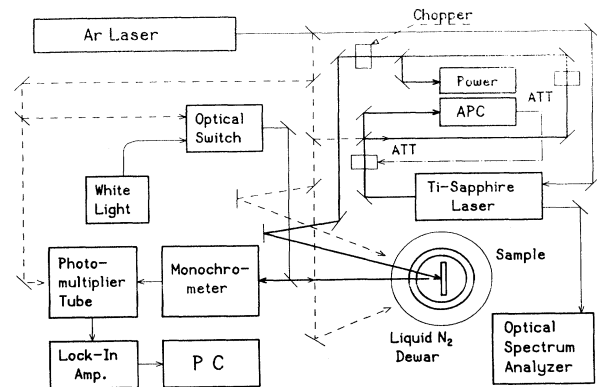 Chopper
Ar Laser
Power
ATT
APC
Optical
Switch
ATT
White
Light
Ti-Sapphire
Laser
Sample
Photo-
multiplier
Tube
Monochro-
meter
Liquid N₂
Dewar
Optical
Spectrum
Analyzer
Lock-In
Amp.
PC